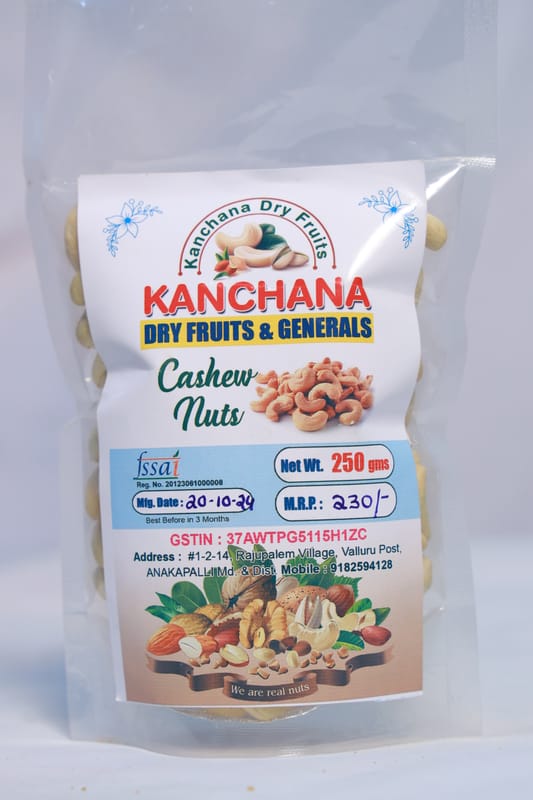 Kanchana Dry Fruits
KANCHANA
DRY FRUITS & GENERALS
Cashew
Nuts
fssai
Reg. No. 20123081000008
Net Wt. 250 gms
Mfg. Date : 20-10-24
M.R.P. : 230/-
Best Before in 3 Months
GSTIN : 37AWTPG5115H1ZC
Address : #1-2-14, Rajupalem Village, Valluru Post,
ANAKAPALLI Md. & Dist. Mobile : 9182594128
We are real nuts